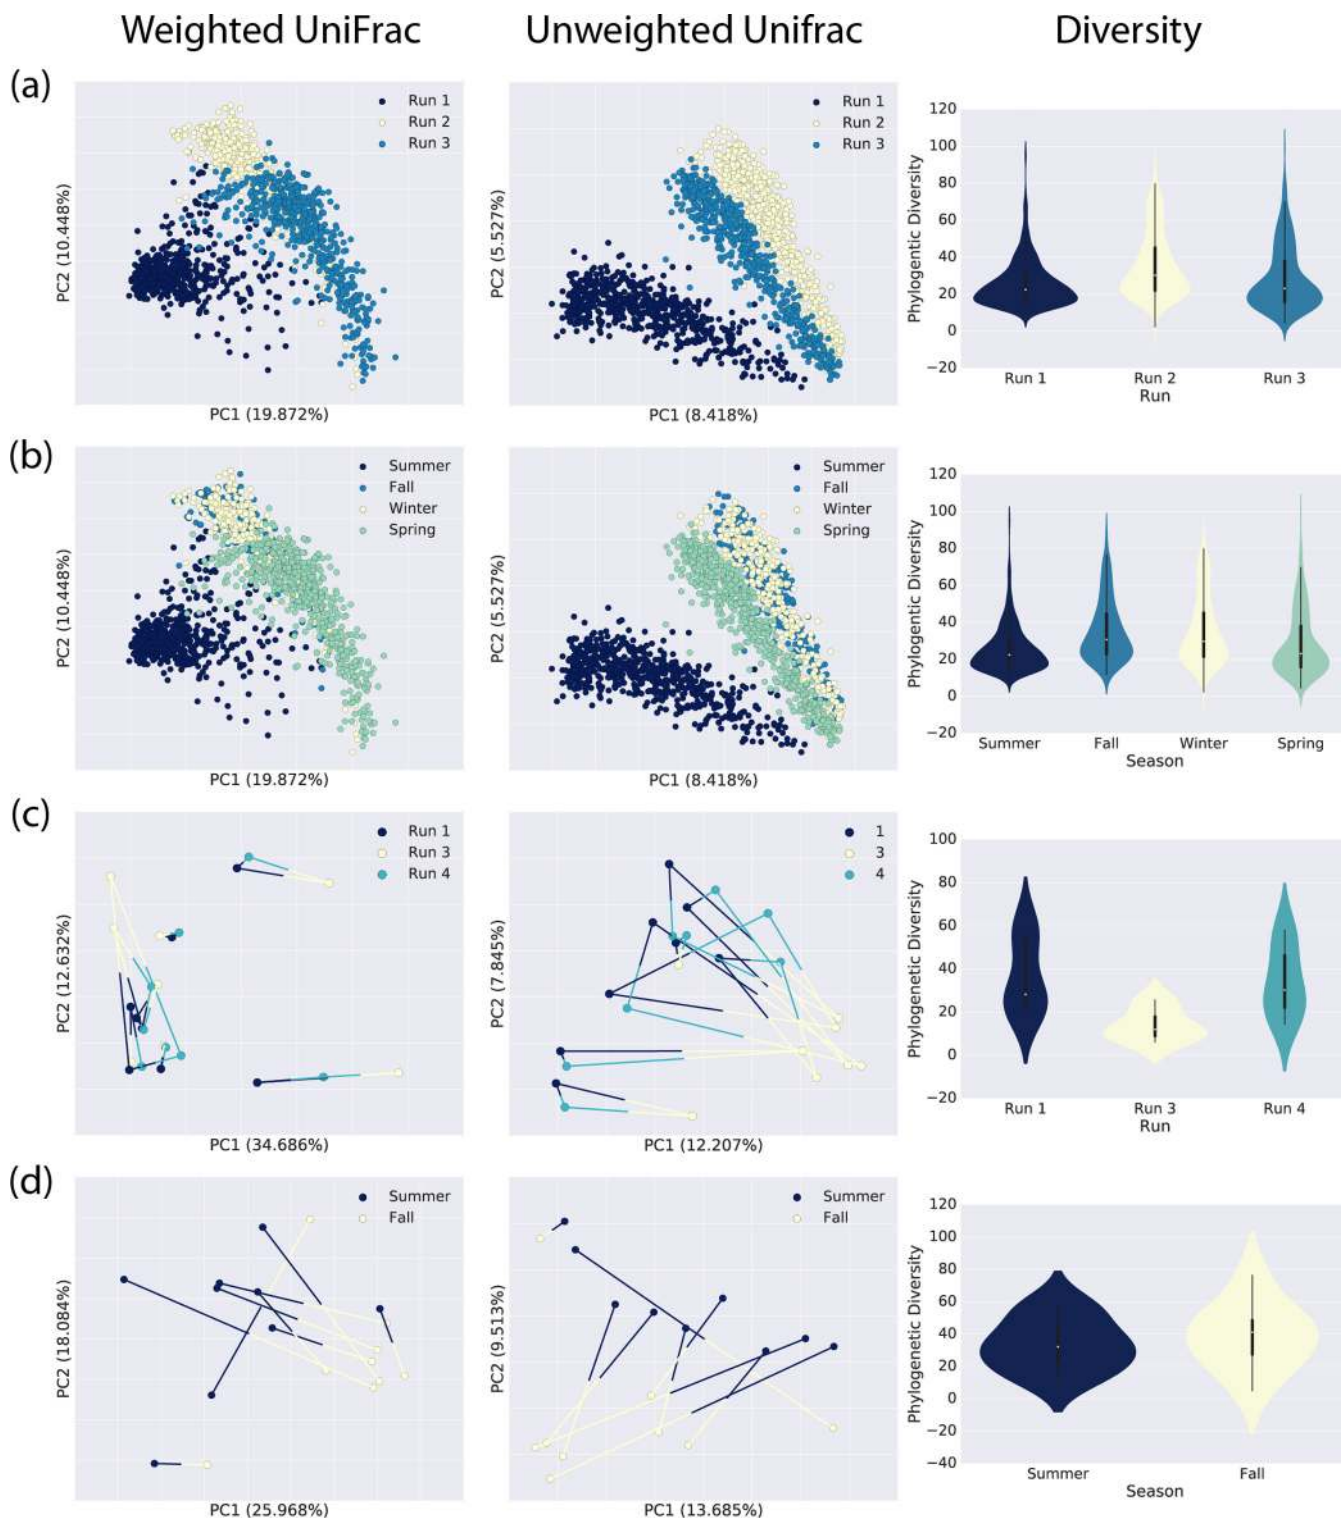 Weighted UniFrac
Unweighted Unifrac
Diversity
(a)
Run 1
Run 2
Run 3
PC2 (10.448%)
PC1 (19.872%)
Run 1
Run 2
Run 3
PC2 (5.527%)
PC1 (8.418%)
120
100
80
60
40
20
0
−20
Phylogentic Diversity
Run 1
Run 2
Run 3
Run
(b)
Summer
Fall
Winter
Spring
PC2 (10.448%)
PC1 (19.872%)
Summer
Fall
Winter
Spring
PC2 (5.527%)
PC1 (8.418%)
120
100
80
60
40
20
0
−20
Phylogentic Diversity
Summer
Fall
Winter
Spring
Season
(c)
Run 1
Run 3
Run 4
PC2 (12.632%)
PC1 (34.686%)
1
3
4
PC2 (7.845%)
PC1 (12.207%)
100
80
60
40
20
0
−20
Phylogenetic Diversity
Run 1
Run 3
Run 4
Run
(d)
Summer
Fall
PC2 (18.084%)
PC1 (25.968%)
Summer
Fall
PC2 (9.513%)
PC1 (13.685%)
120
100
80
60
40
20
0
−20
−40
Phylogenetic Diversity
Summer
Fall
Season